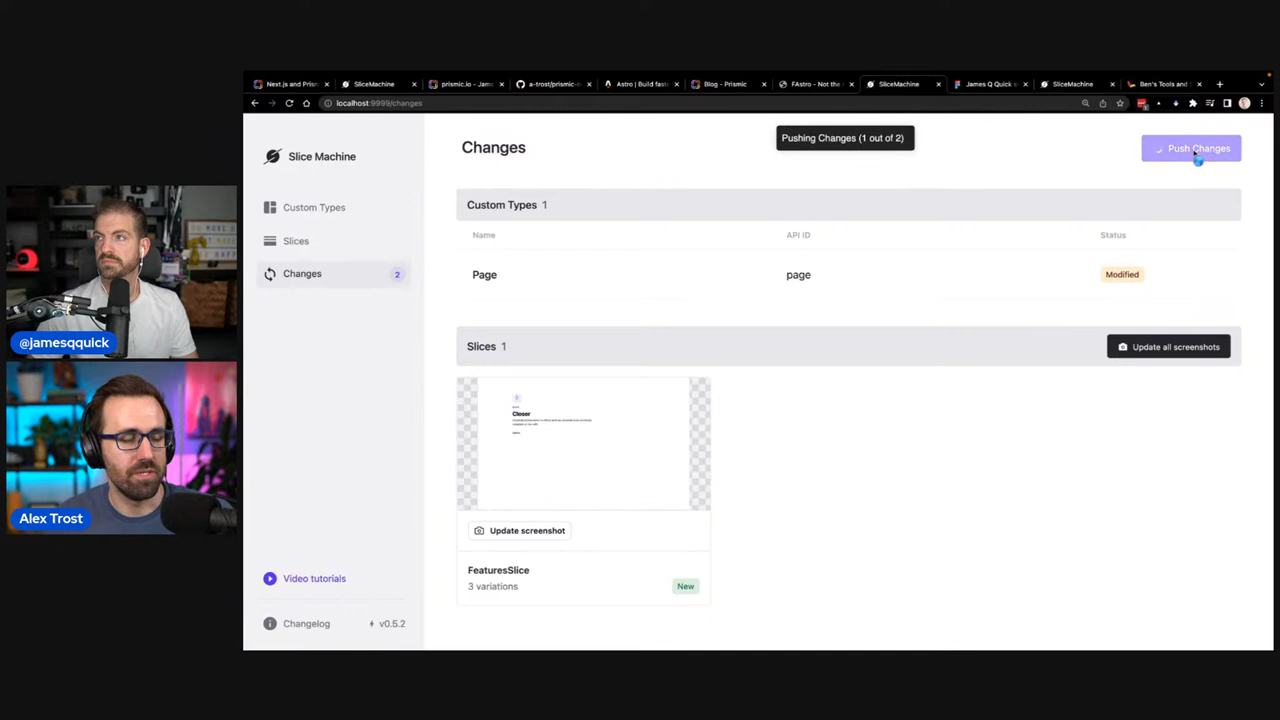 Next.js and Prism
SliceMachine
prismic.io - Jamo
a-trost/prismic-n
Astro | Build faste
Blog - Prismic
FAstro - Not the
SliceMachine
James Q Quick s
SliceMachine
Ben's Tools and
localhost:9999/changes
Slice Machine
Custom Types
Slices
Changes 2
Video tutorials
Changelog v0.5.2
Changes
Pushing Changes (1 out of 2)
Push Changes
Custom Types 1
Name API ID Status
Page page Modified
Slices 1
Update all screenshots
Closer
Update screenshot
FeaturesSlice
3 variations
New
@jamesqquick
Alex Trost